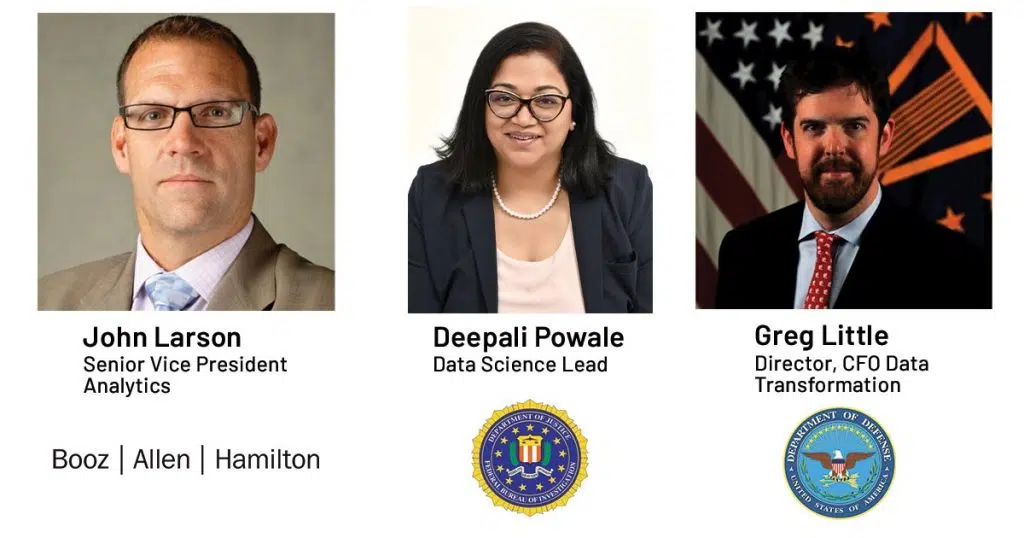 John Larson
Senior Vice President
Analytics
Booz | Allen | Hamilton
Deepali Powale
Data Science Lead
DEPARTMENT OF JUSTICE
FEDERAL BUREAU OF INVESTIGATION
Greg Little
Director, CFO Data
Transformation
DEPARTMENT OF DEFENSE
UNITED STATES OF AMERICA